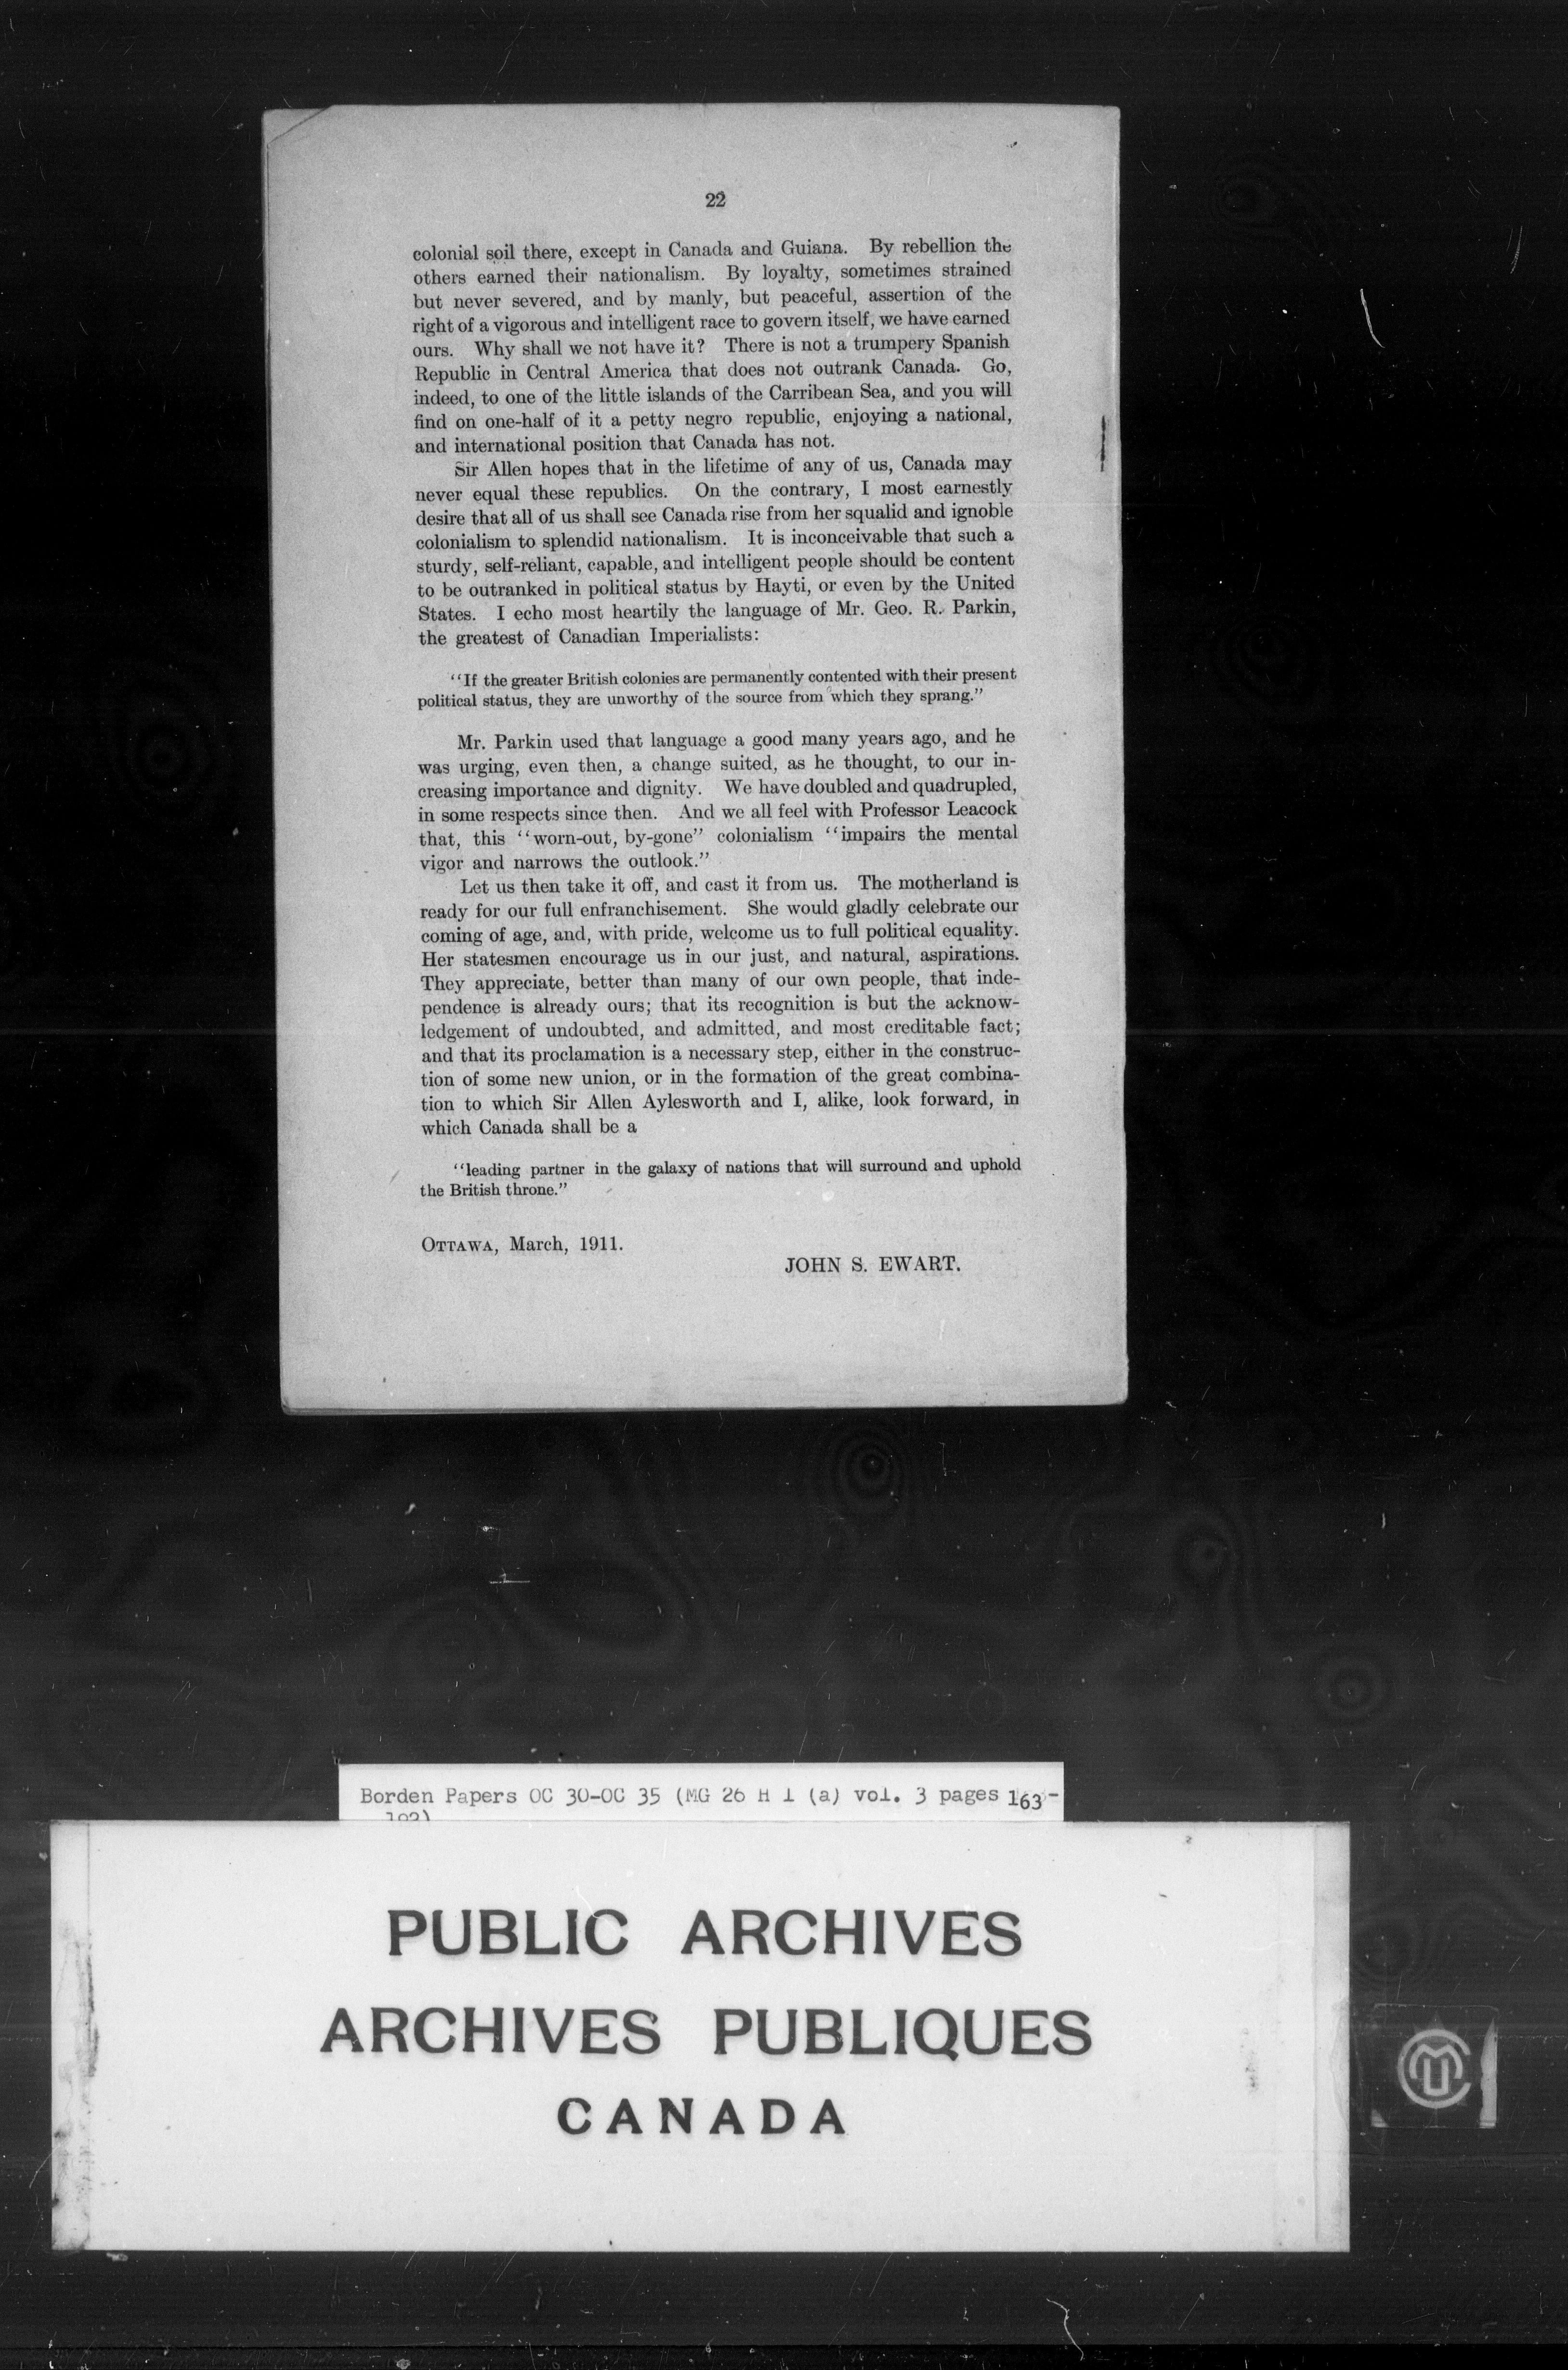 22
colonial soil there, except in Canada and Guiana. By rebellion the
others earned their nationalism. By loyalty, sometimes strained
but never severed, and by manly, but peaceful, assertion of the
right of a vigorous and intelligent race to govern itself, we have earned
ours. Why shall we not have it? There is not a trumpery Spanish
Republic in Central America that does not outrank Canada. Go,
indeed, to one of the little islands of the Carribean Sea, and you will
find on one-half of it a petty negro republic, enjoying a national,
and international position that Canada has not.
Sir Allen hopes that in the lifetime of any of us, Canada may
never equal these republics. On the contrary, I most earnestly
desire that all of us shall see Canada rise from her squalid and ignoble
colonialism to splendid nationalism. It is inconceivable that such a
sturdy, self-reliant, capable, and intelligent people should be content
to be outranked in political status by Hayti, or even by the United
States. I echo most heartily the language of Mr. Geo. R. Parkin,
the greatest of Canadian Imperialists:
"If the greater British colonies are permanently contented with their present
political status, they are unworthy of the source from which they sprang."
Mr. Parkin used that language a good many years ago, and he
was urging, even then, a change suited, as he thought, to our in-
creasing importance and dignity. We have doubled and quadrupled,
in some respects since then. And we all feel with Professor Leacock
that, this "worn-out, by-gone" colonialism "impairs the mental
vigor and narrows the outlook."
Let us then take it off, and cast it from us. The motherland is
ready for our full enfranchisement. She would gladly celebrate our
coming of age, and, with pride, welcome us to full political equality.
Her statesmen encourage us in our just, and natural, aspirations.
They appreciate, better than many of our own people, that inde-
pendence is already ours; that its recognition is but the acknow-
ledgement of undoubted, and admitted, and most creditable fact;
and that its proclamation is a necessary step, either in the construc-
tion of some new union, or in the formation of the great combina-
tion to which Sir Allen Aylesworth and I, alike, look forward, in
which Canada shall be a
"leading partner in the galaxy of nations that will surround and uphold
the British throne."
OTTAWA, March, 1911.
JOHN S. EWART.
Borden Papers OC 30-OC 35 (MG 26 H 1 (a) vol. 3 pages 163-
PUBLIC ARCHIVES
ARCHIVES PUBLIQUES
CANADA